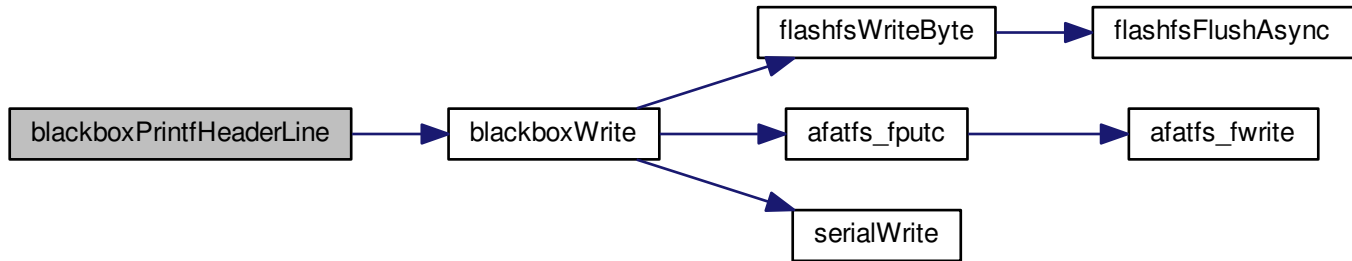 flashfsWriteByte
flashfsFlushAsync
blackboxPrintfHeaderLine
blackboxWrite
afatfs_fputc
afatfs_fwrite
serialWrite